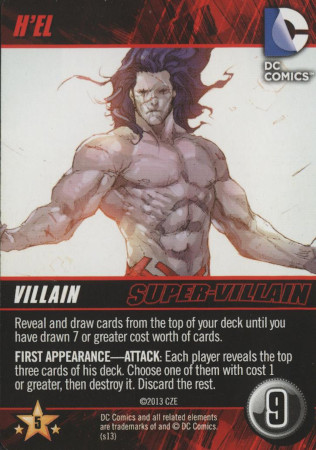 H'EL
DC
DC
COMICS™
VILLAIN
SUPER-VILLAIN
Reveal and draw cards from the top of your deck until you
have drawn 7 or greater cost worth of cards.
FIRST APPEARANCE—ATTACK: Each player reveals the top
three cards of his deck. Choose one of them with cost 1
or greater, then destroy it. Discard the rest.
©2013 CZE
5
DC Comics and all related elements
are trademarks of and © DC Comics.
(s13)
9